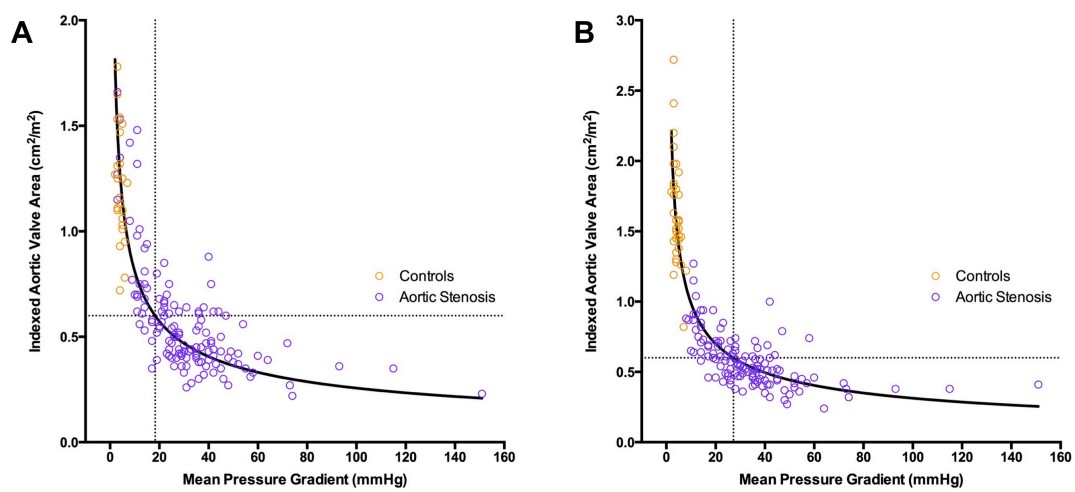 A
2.0
1.5
1.0
0.5
0.0
Indexed Aortic Valve Area (cm²/m²)
0 20 40 60 80 100 120 140 160
Mean Pressure Gradient (mmHg)
Controls
Aortic Stenosis
B
3.0
2.5
2.0
1.5
1.0
0.5
0.0
Indexed Aortic Valve Area (cm²/m²)
0 20 40 60 80 100 120 140 160
Mean Pressure Gradient (mmHg)
Controls
Aortic Stenosis